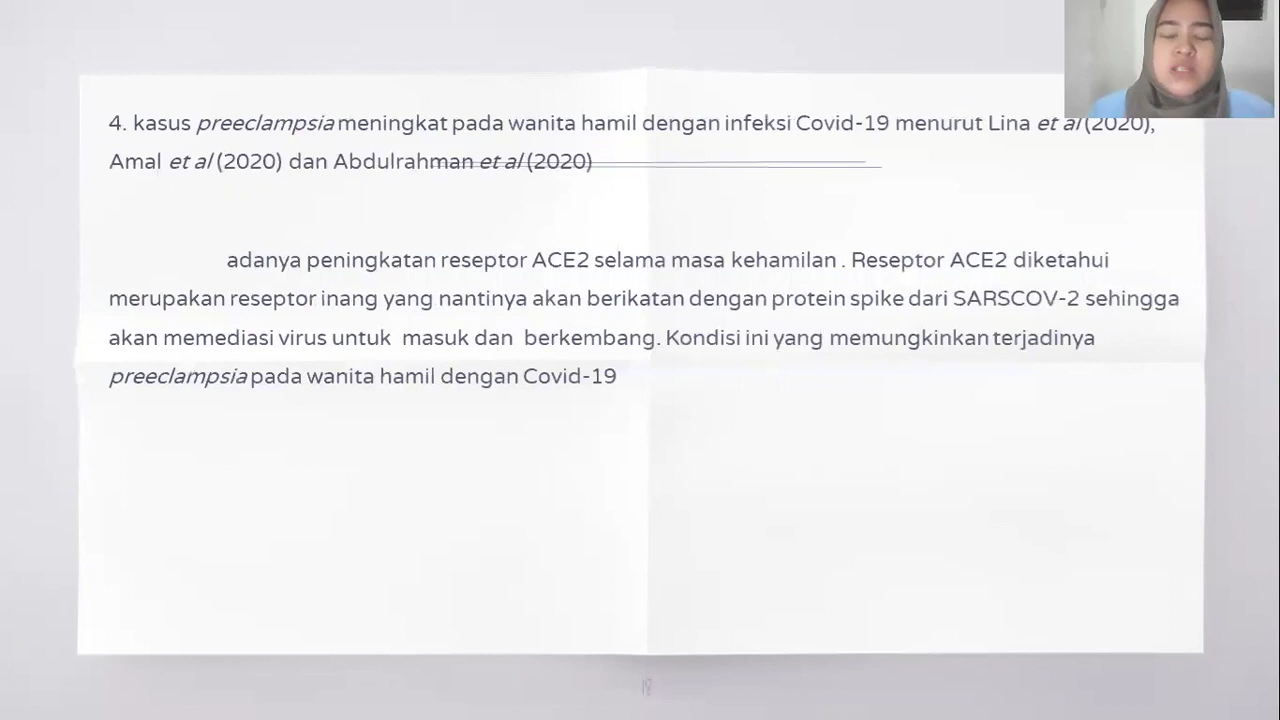 4. kasus preeclampsia meningkat pada wanita hamil dengan infeksi Covid-19 menurut Lina et al (2020),
Amal et al (2020) dan Abdulrahman et al (2020)
adanya peningkatan reseptor ACE2 selama masa kehamilan . Reseptor ACE2 diketahui
merupakan reseptor inang yang nantinya akan berikatan dengan protein spike dari SARSCOV-2 sehingga
akan memediasi virus untuk masuk dan berkembang. Kondisi ini yang memungkinkan terjadinya
preeclampsia pada wanita hamil dengan Covid-19
18